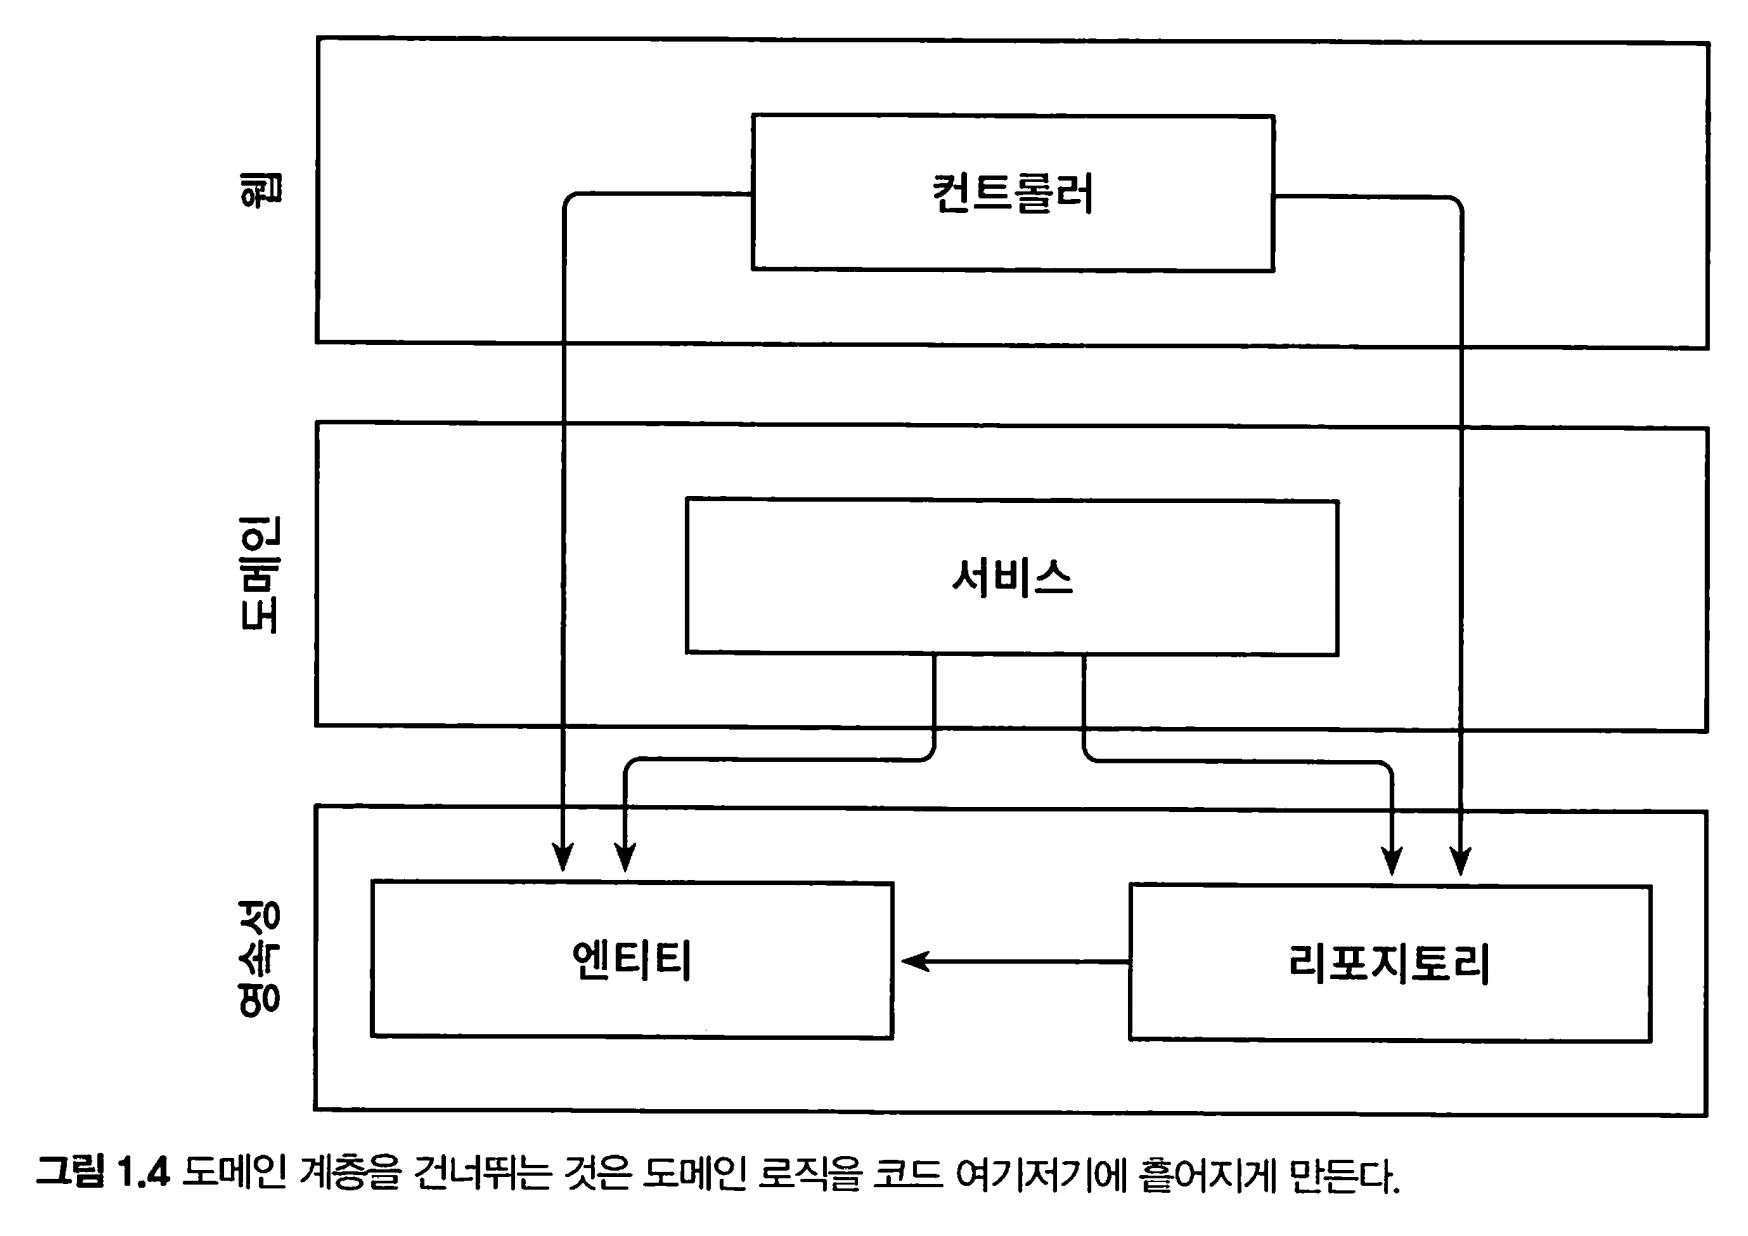 웹
컨트롤러
도메인
서비스
영속성
엔티티
리포지토리
그림 1.4 도메인 계층을 건너뛰는 것은 도메인 로직을 코드 여기저기에 흩어지게 만든다.